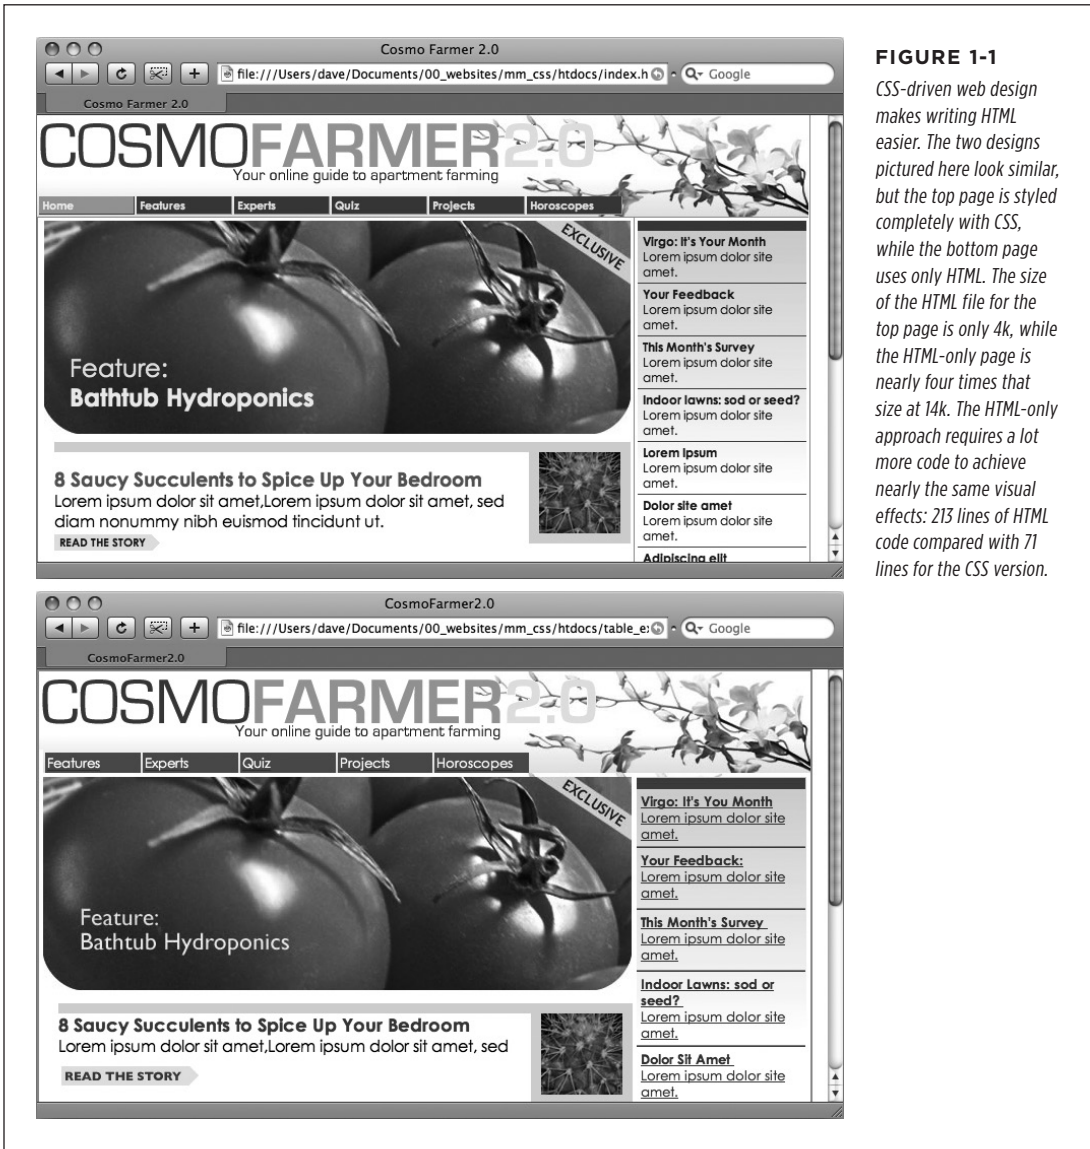 Cosmo Farmer 2.0
file:///Users/dave/Documents/00_websites/mm_css/htdocs/index.h
Google
Cosmo Farmer 2.0
COSMOFARMER2.0
Your online guide to apartment farming
Home Features Experts Quiz Projects Horoscopes
EXCLUSIVE
Feature:
Bathtub Hydroponics
8 Saucy Succulents to Spice Up Your Bedroom
Lorem ipsum dolor sit amet,Lorem ipsum dolor sit amet, sed
diam nonummy nibh euismod tincidunt ut.
READ THE STORY
Virgo: It's Your Month
Lorem ipsum dolor site
amet.
Your Feedback
Lorem ipsum dolor site
amet.
This Month's Survey
Lorem ipsum dolor site
amet.
Indoor lawns: sod or seed?
Lorem ipsum dolor site
amet.
Lorem Ipsum
Lorem ipsum dolor site
amet.
Dolor site amet
Lorem ipsum dolor site
amet.
Adipiscing elit
CosmoFarmer2.0
file:///Users/dave/Documents/00_websites/mm_css/htdocs/table_e
Google
CosmoFarmer2.0
COSMOFARMER2.0
Your online guide to apartment farming
Features Experts Quiz Projects Horoscopes
EXCLUSIVE
Feature:
Bathtub Hydroponics
8 Saucy Succulents to Spice Up Your Bedroom
Lorem ipsum dolor sit amet,Lorem ipsum dolor sit amet, sed
READ THE STORY
Virgo: It's You Month
Lorem ipsum dolor site
amet.
Your Feedback:
Lorem ipsum dolor site
amet.
This Month's Survey
Lorem ipsum dolor site
amet.
Indoor Lawns: sod or
seed?
Lorem ipsum dolor site
amet.
Dolor Sit Amet
Lorem ipsum dolor site
amet.
FIGURE 1-1
CSS-driven web design
makes writing HTML
easier. The two designs
pictured here look similar,
but the top page is styled
completely with CSS,
while the bottom page
uses only HTML. The size
of the HTML file for the
top page is only 4k, while
the HTML-only page is
nearly four times that
size at 14k. The HTML-only
approach requires a lot
more code to achieve
nearly the same visual
effects: 213 lines of HTML
code compared with 71
lines for the CSS version.